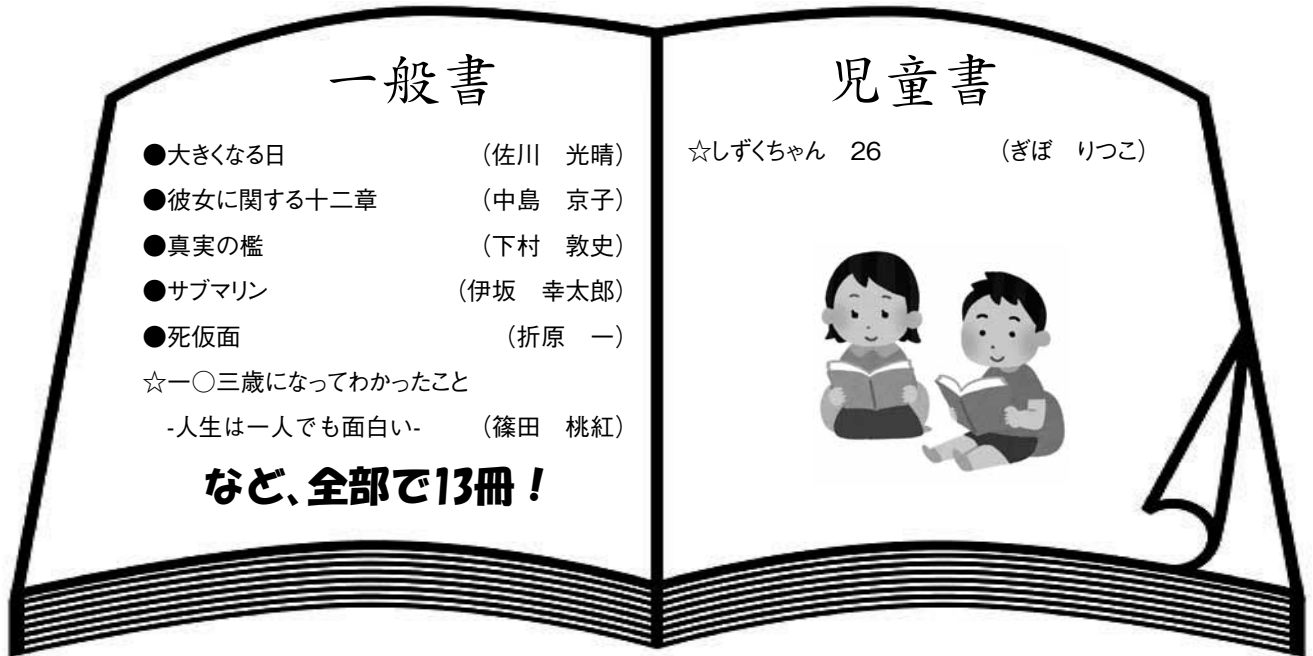 一般書
●大きくなる日　（佐川　光晴）
●彼女に関する十二章　（中島　京子）
●真実の檻　（下村　敦史）
●サブマリン　（伊坂　幸太郎）
●死仮面　（折原　一）
☆一○三歳になってわかったこと
-人生は一人でも面白い-　（篠田　桃紅）
など、全部で13冊！
児童書
☆しずくちゃん　26　（ぎぼ　りつこ）